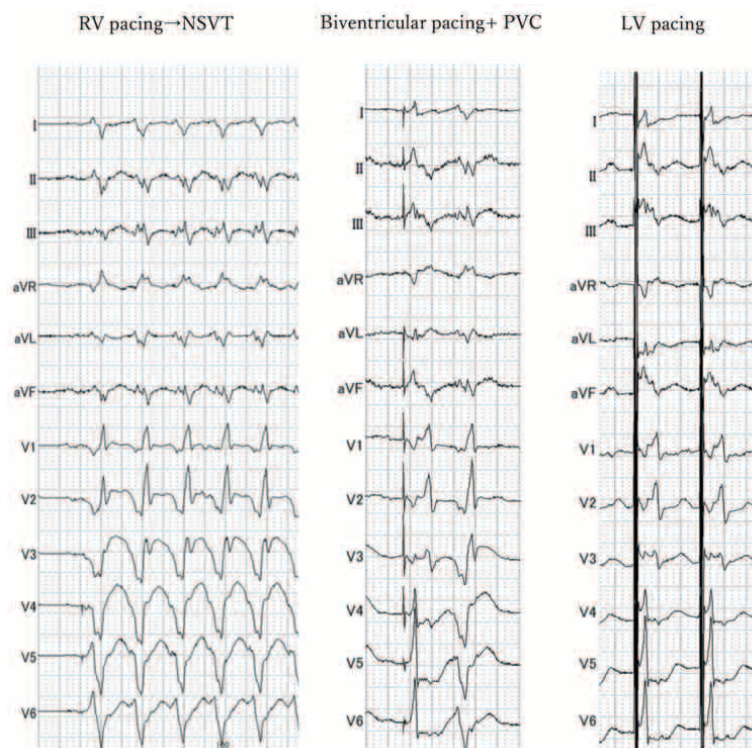 RV pacing→NSVT
Biventricular pacing+ PVC
LV pacing
I
II
III
aVR
aVL
aVF
V1
V2
V3
V4
V5
V6
I
II
III
aVR
aVL
aVF
V1
V2
V3
V4
V5
V6
I
II
III
aVR
aVL
aVF
V1
V2
V3
V4
V5
V6